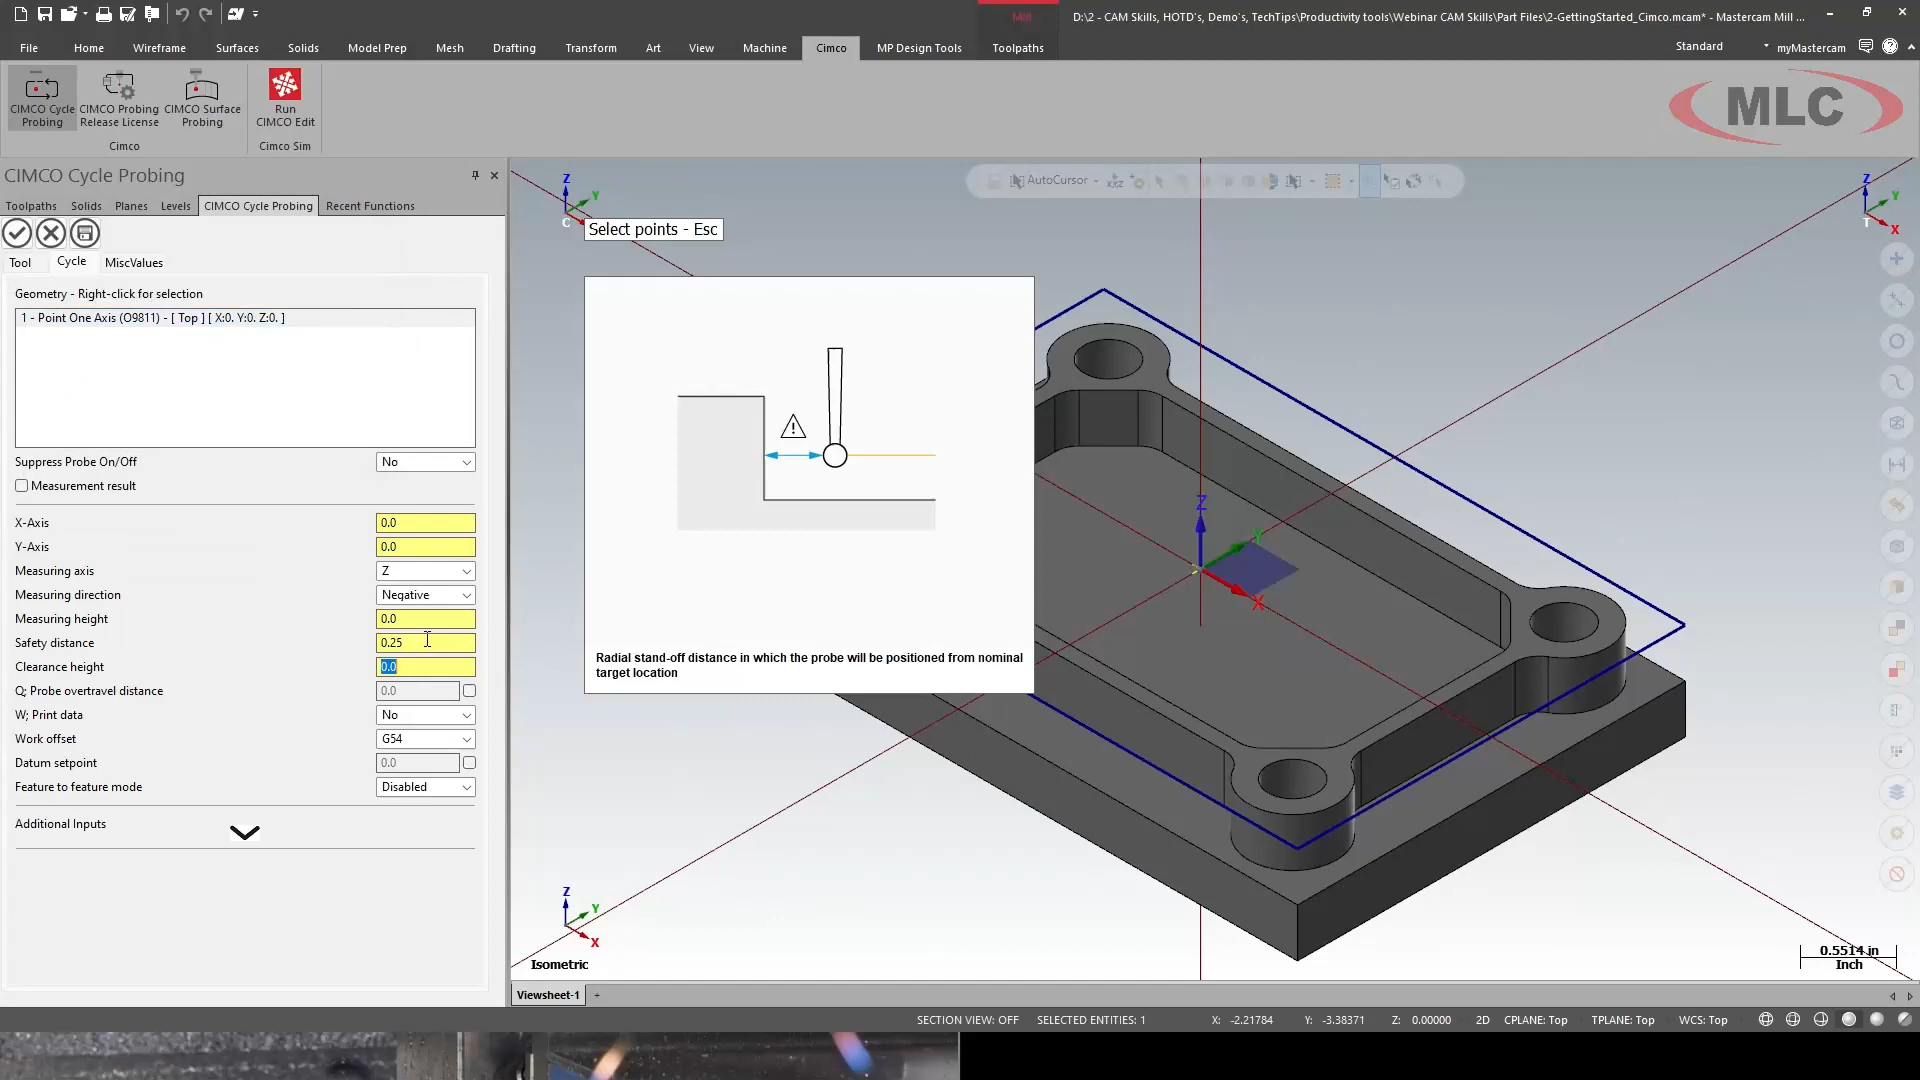 D:\2 - CAM Skills, HOTD's, Demo's, TechTips\Productivity tools\Webinar CAM Skills\Part Files\2-GettingStarted_Cimco.mcam* - Mastercam Mill ...
Mill
File Home Wireframe Surfaces Solids Model Prep Mesh Drafting Transform Art View Machine Cimco MP Design Tools Toolpaths
Standard myMastercam
CIMCO Cycle Probing
CIMCO Probing Release License
CIMCO Surface Probing
Run CIMCO Edit
Cimco Cimco Sim
MLC
CIMCO Cycle Probing
Toolpaths Solids Planes Levels CIMCO Cycle Probing Recent Functions
Tool Cycle MiscValues
Geometry - Right-click for selection
1 - Point One Axis (O9811) - [ Top ] [ X:0. Y:0. Z:0. ]
Suppress Probe On/Off No
Measurement result
X-Axis 0.0
Y-Axis 0.0
Measuring axis Z
Measuring direction Negative
Measuring height 0.0
Safety distance 0.25
Clearance height 0.0
Q; Probe overtravel distance 0.0
W; Print data No
Work offset G54
Datum setpoint 0.0
Feature to feature mode Disabled
Additional Inputs
AutoCursor
Z Y C
Select points - Esc
Z Y T X
!
Radial stand-off distance in which the probe will be positioned from nominal
target location
Z Y X
Z Y X
Isometric
0.5514 in
Inch
Viewsheet-1 +
SECTION VIEW: OFF SELECTED ENTITIES: 1 X: -2.21784 Y: -3.38371 Z: 0.00000 2D CPLANE: Top TPLANE: Top WCS: Top